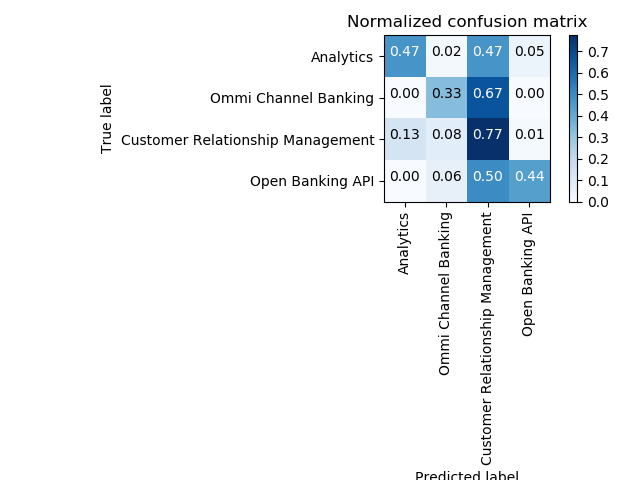 Normalized confusion matrix
True label
Analytics 0.47 0.02 0.47 0.05
Ommi Channel Banking 0.00 0.33 0.67 0.00
Customer Relationship Management 0.13 0.08 0.77 0.01
Open Banking API 0.00 0.06 0.50 0.44
Analytics
Ommi Channel Banking
Customer Relationship Management
Open Banking API
Predicted label
0.7
0.6
0.5
0.4
0.3
0.2
0.1
0.0